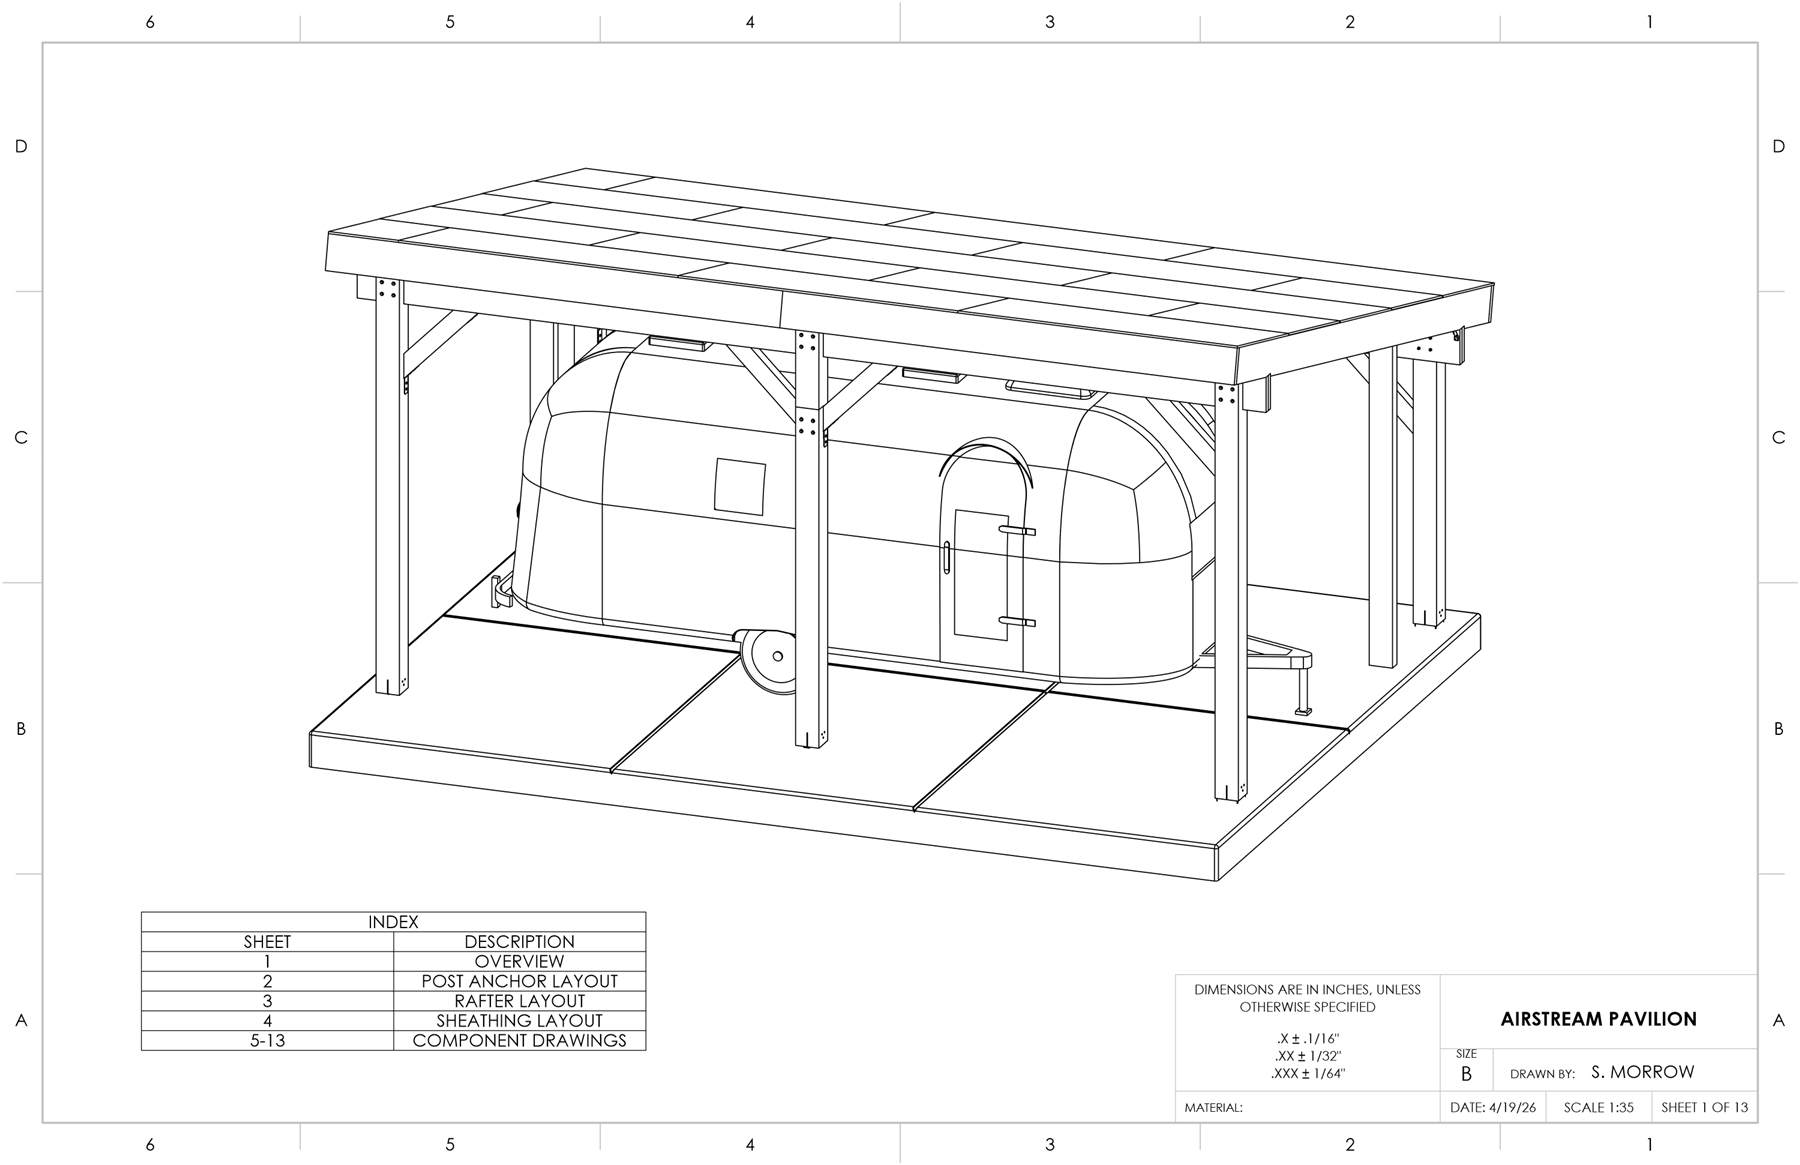 6 5 4 3 2 1
D D
C C
B B
A A
INDEX
SHEET DESCRIPTION
1 OVERVIEW
2 POST ANCHOR LAYOUT
3 RAFTER LAYOUT
4 SHEATHING LAYOUT
5-13 COMPONENT DRAWINGS
DIMENSIONS ARE IN INCHES, UNLESS
OTHERWISE SPECIFIED
.X ± .1/16"
.XX ± 1/32"
.XXX ± 1/64"
MATERIAL:
AIRSTREAM PAVILION
SIZE
B
DRAWN BY: S. MORROW
DATE: 4/19/26 SCALE 1:35 SHEET 1 OF 13
6 5 4 3 2 1